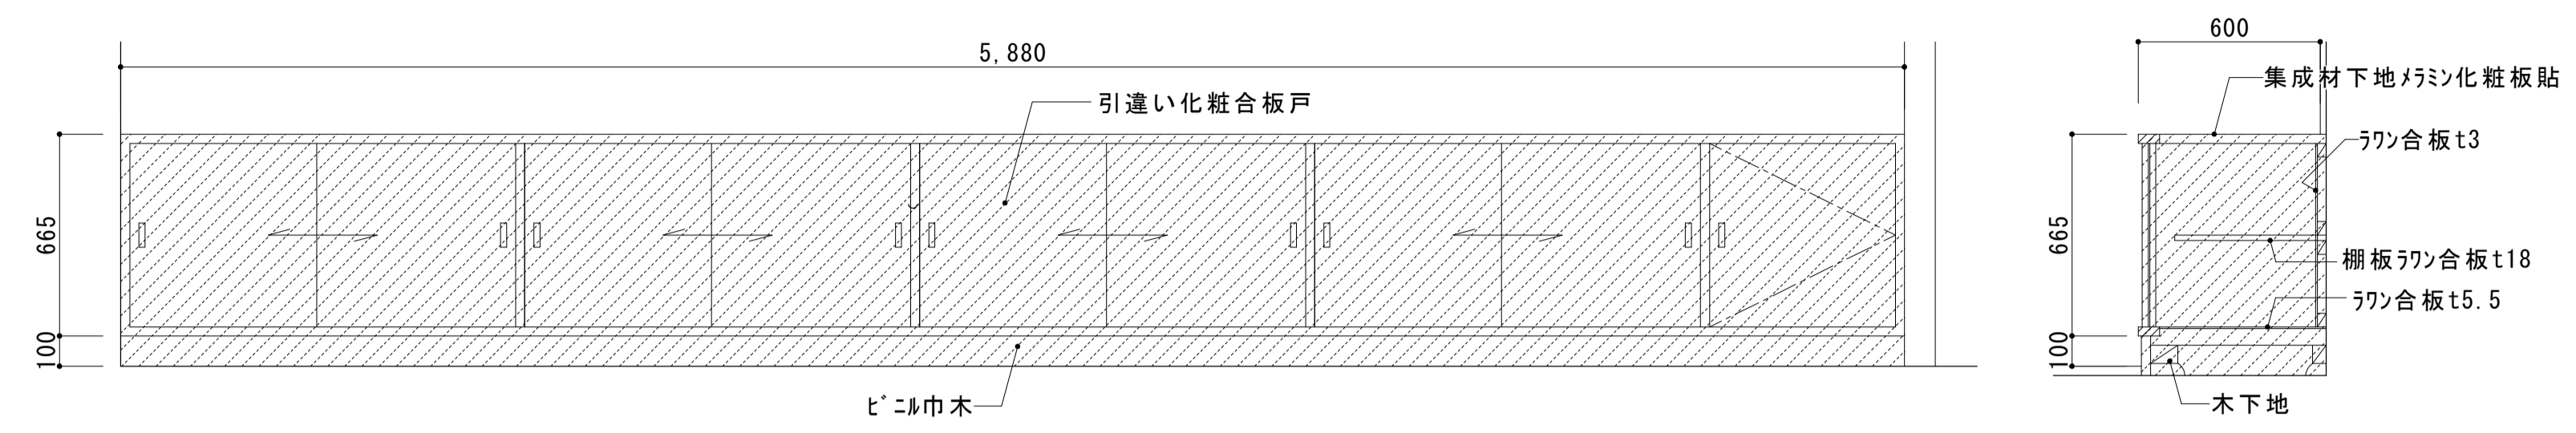 5,880
引違い化粧合板戸
665
100
ﾋﾞﾆﾙ巾木
600
集成材下地ﾒﾗﾐﾝ化粧板貼
ﾗﾜﾝ合板t3
665
棚板ﾗﾜﾝ合板t18
ﾗﾜﾝ合板t5.5
100
木下地